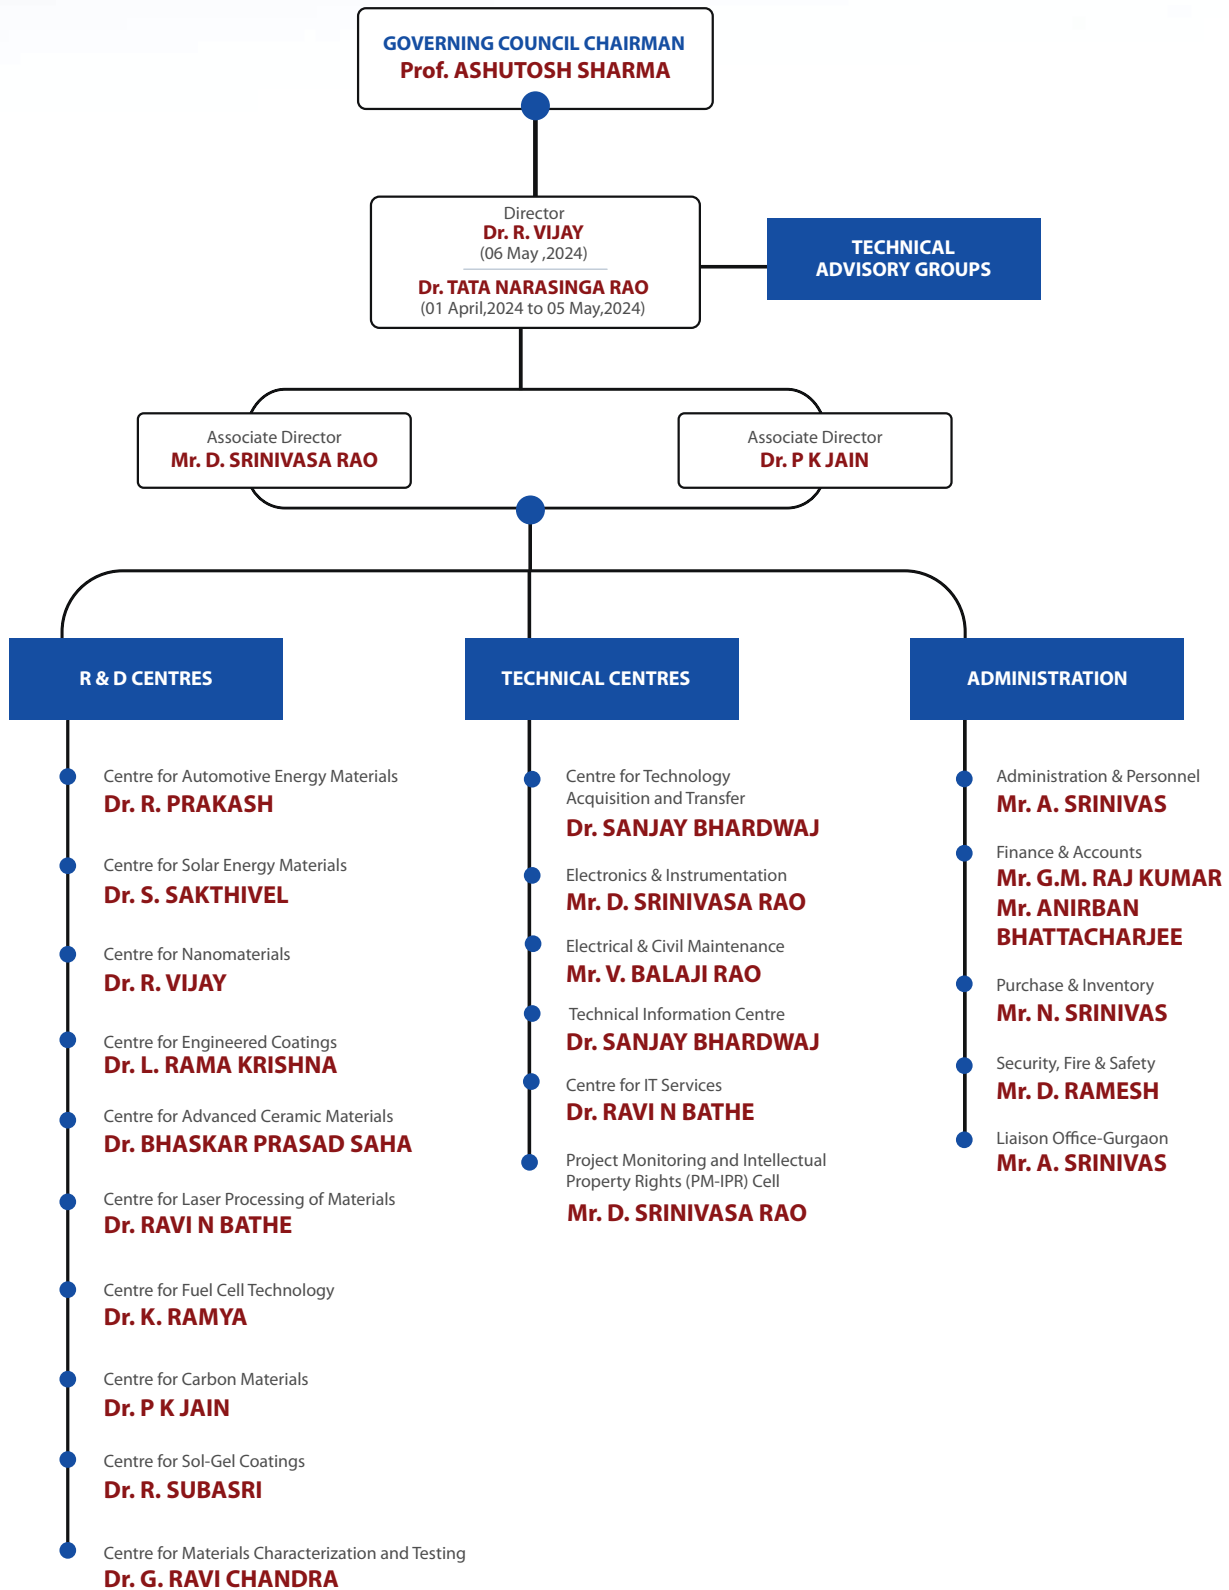 GOVERNING COUNCIL CHAIRMAN
Prof. ASHUTOSH SHARMA
Director
Dr. R. VIJAY
(06 May ,2024)
Dr. TATA NARASINGA RAO
(01 April,2024 to 05 May,2024)
TECHNICAL
ADVISORY GROUPS
Associate Director
Mr. D. SRINIVASA RAO
Associate Director
Dr. P K JAIN
R & D CENTRES
Centre for Automotive Energy Materials
Dr. R. PRAKASH
Centre for Solar Energy Materials
Dr. S. SAKTHIVEL
Centre for Nanomaterials
Dr. R. VIJAY
Centre for Engineered Coatings
Dr. L. RAMA KRISHNA
Centre for Advanced Ceramic Materials
Dr. BHASKAR PRASAD SAHA
Centre for Laser Processing of Materials
Dr. RAVI N BATHE
Centre for Fuel Cell Technology
Dr. K. RAMYA
Centre for Carbon Materials
Dr. P K JAIN
Centre for Sol-Gel Coatings
Dr. R. SUBASRI
Centre for Materials Characterization and Testing
Dr. G. RAVI CHANDRA
TECHNICAL CENTRES
Centre for Technology
Acquisition and Transfer
Dr. SANJAY BHARDWAJ
Electronics & Instrumentation
Mr. D. SRINIVASA RAO
Electrical & Civil Maintenance
Mr. V. BALAJI RAO
Technical Information Centre
Dr. SANJAY BHARDWAJ
Centre for IT Services
Dr. RAVI N BATHE
Project Monitoring and Intellectual
Property Rights (PM-IPR) Cell
Mr. D. SRINIVASA RAO
ADMINISTRATION
Administration & Personnel
Mr. A. SRINIVAS
Finance & Accounts
Mr. G.M. RAJ KUMAR
Mr. ANIRBAN
BHATTACHARJEE
Purchase & Inventory
Mr. N. SRINIVAS
Security, Fire & Safety
Mr. D. RAMESH
Liaison Office-Gurgaon
Mr. A. SRINIVAS